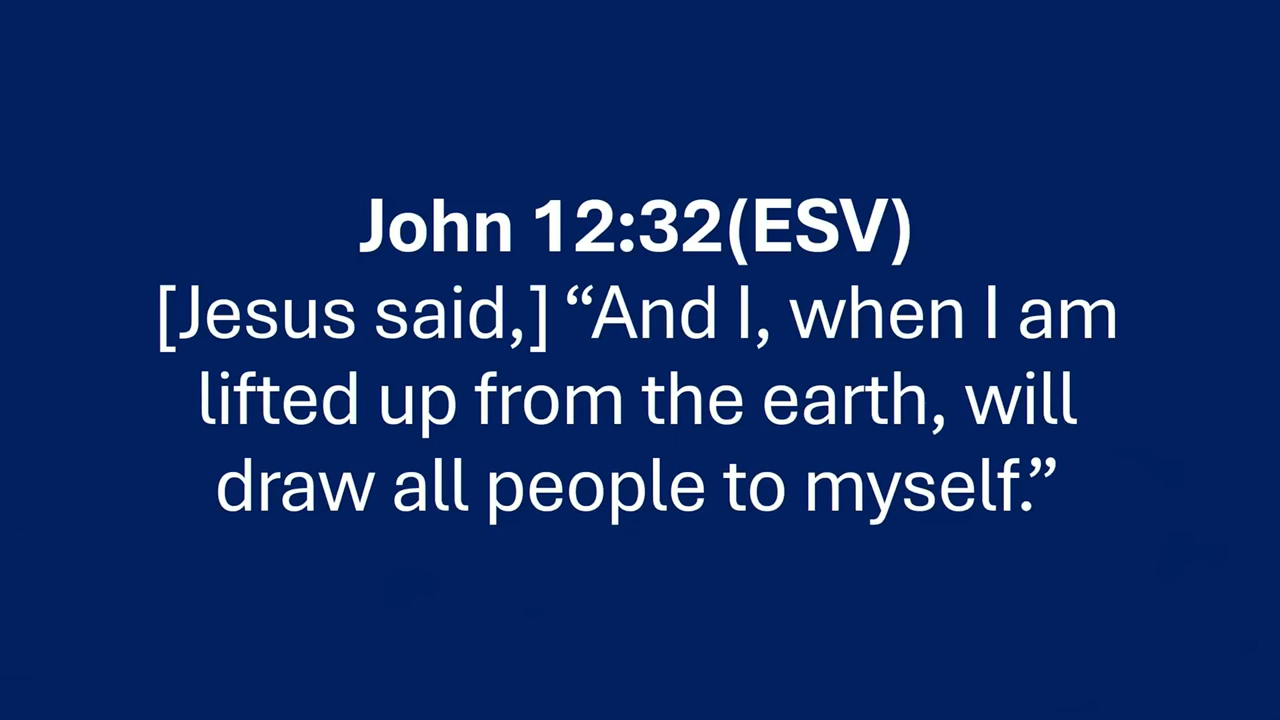 John 12:32(ESV)
[Jesus said,] “And I, when I am
lifted up from the earth, will
draw all people to myself.”